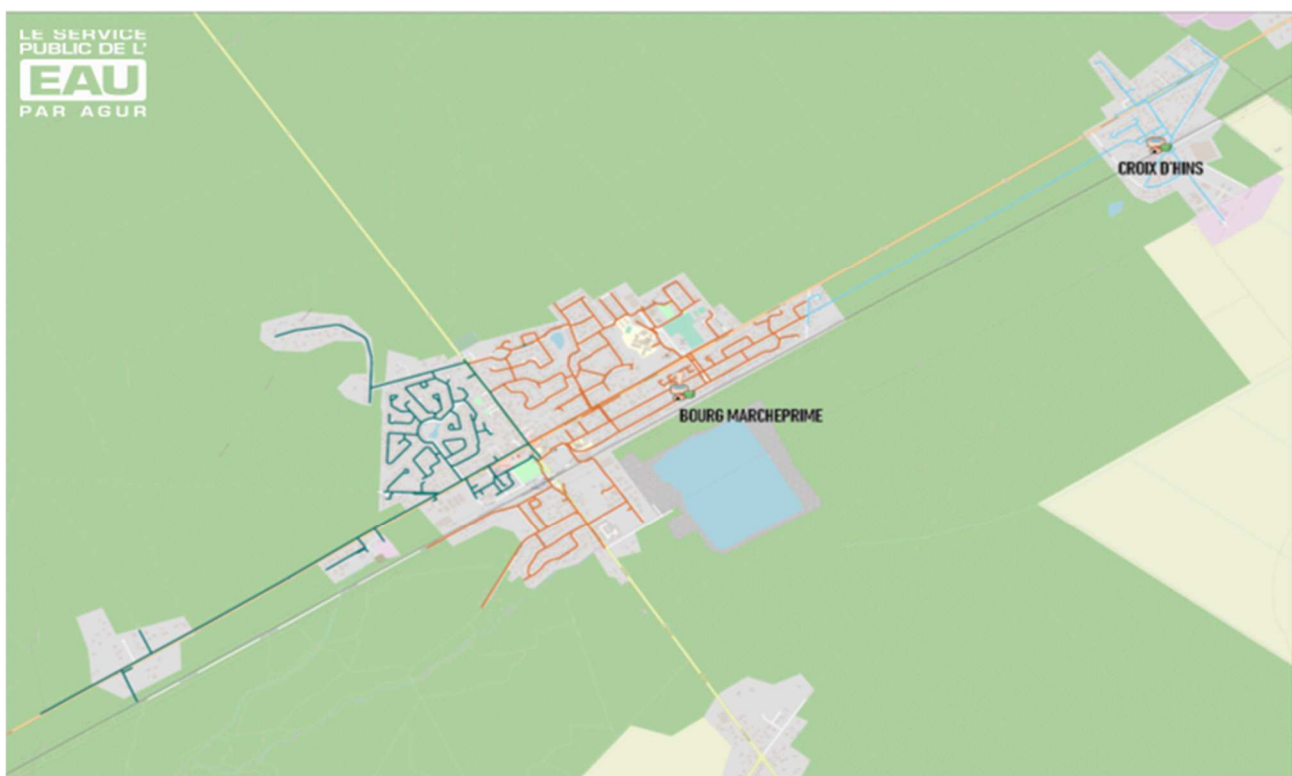 LE SERVICE
PUBLIC DE L'
EAU
PAR AGUR
CROIX D'HINS
BOURG MARCHEPRIME